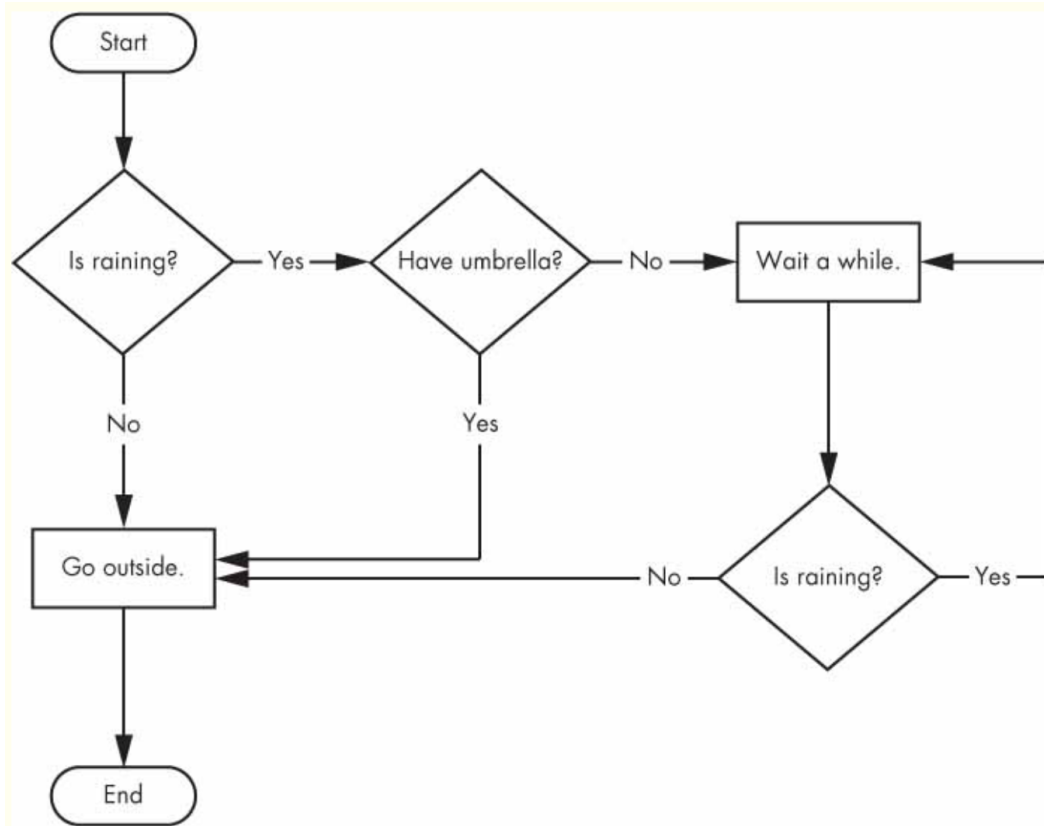 Start
Is raining?
Yes
Have umbrella?
No
Wait a while.
No
Yes
Go outside.
No
Is raining?
Yes
End